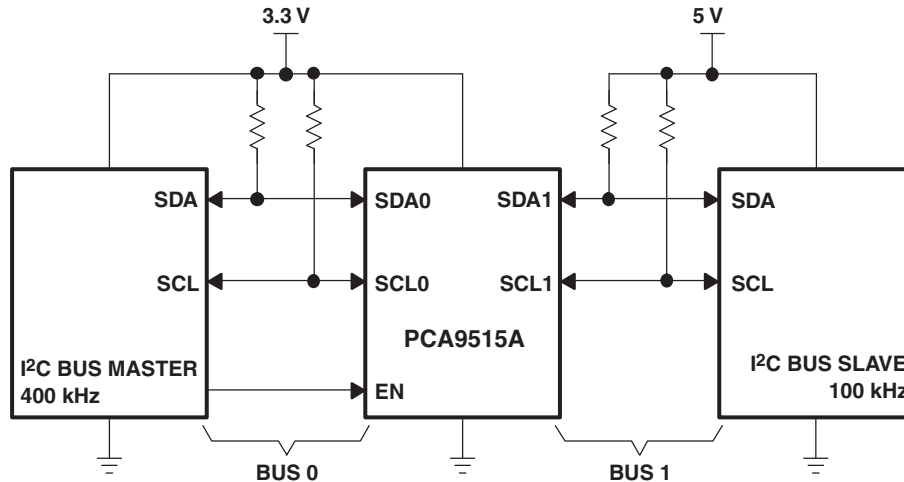 3.3 V
5 V
SDA
SDA0
SDA1
SDA
SCL
SCL0
SCL1
SCL
PCA9515A
I²C BUS MASTER
400 kHz
EN
I²C BUS SLAVE
100 kHz
BUS 0
BUS 1